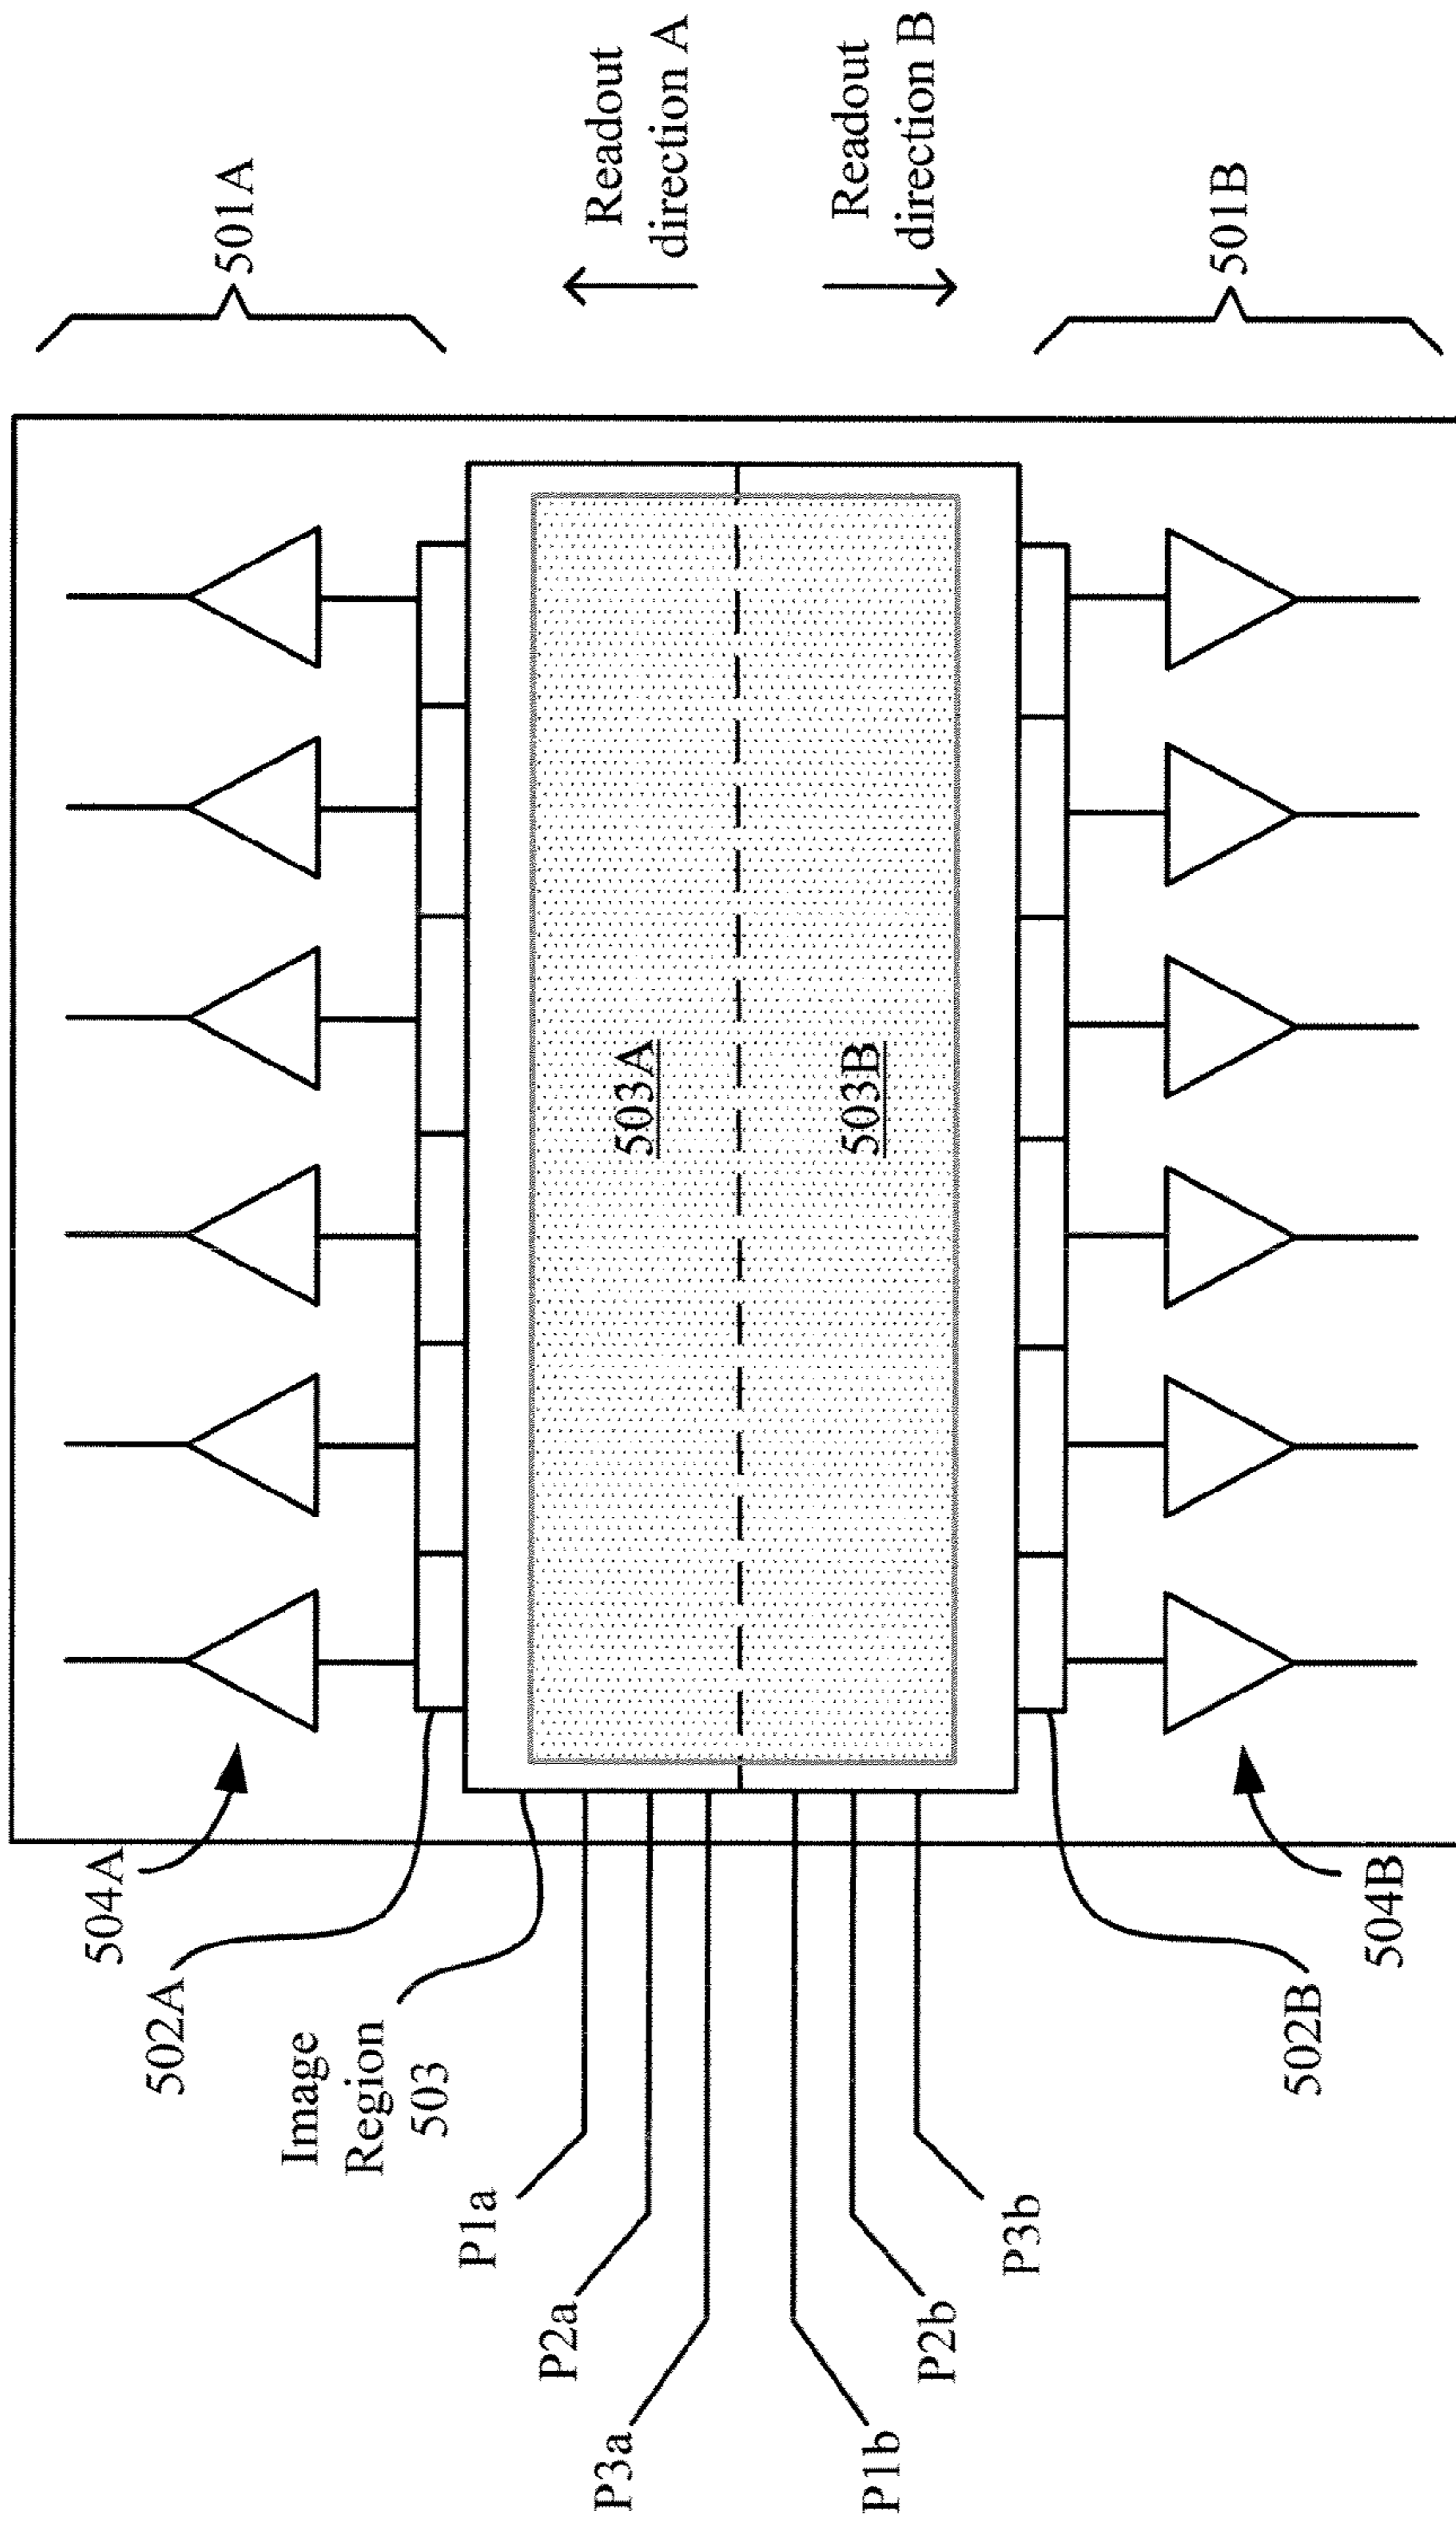 504A
502A
Image
Region
503
P1a
P2a
P3a
P1b
P2b
P3b
502B
504B
503A
503B
501A
Readout
direction A
Readout
direction B
501B